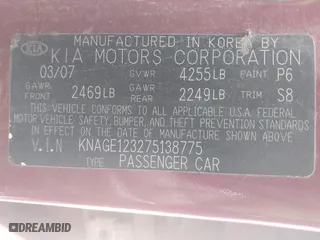 MANUFACTURED IN KOREA BY
KIA KIA MOTORS CORPORATION
03/07 GVWR 4255LB PAINT P6
GAWR FRONT 2469LB GAWR REAR 2249LB TRIM S8
THIS VEHICLE CONFORMS TO ALL APPLICABLE U.S.A FEDERAL
MOTOR VEHICLE SAFETY, BUMPER, AND THEFT PREVENTION
STANDARDS IN EFFECT ON THE DATE OF MANUFACTURE
SHOWN ABOVE
V.I.N KNAGE123275138775
TYPE PASSENGER CAR
© DREAMBID.COM